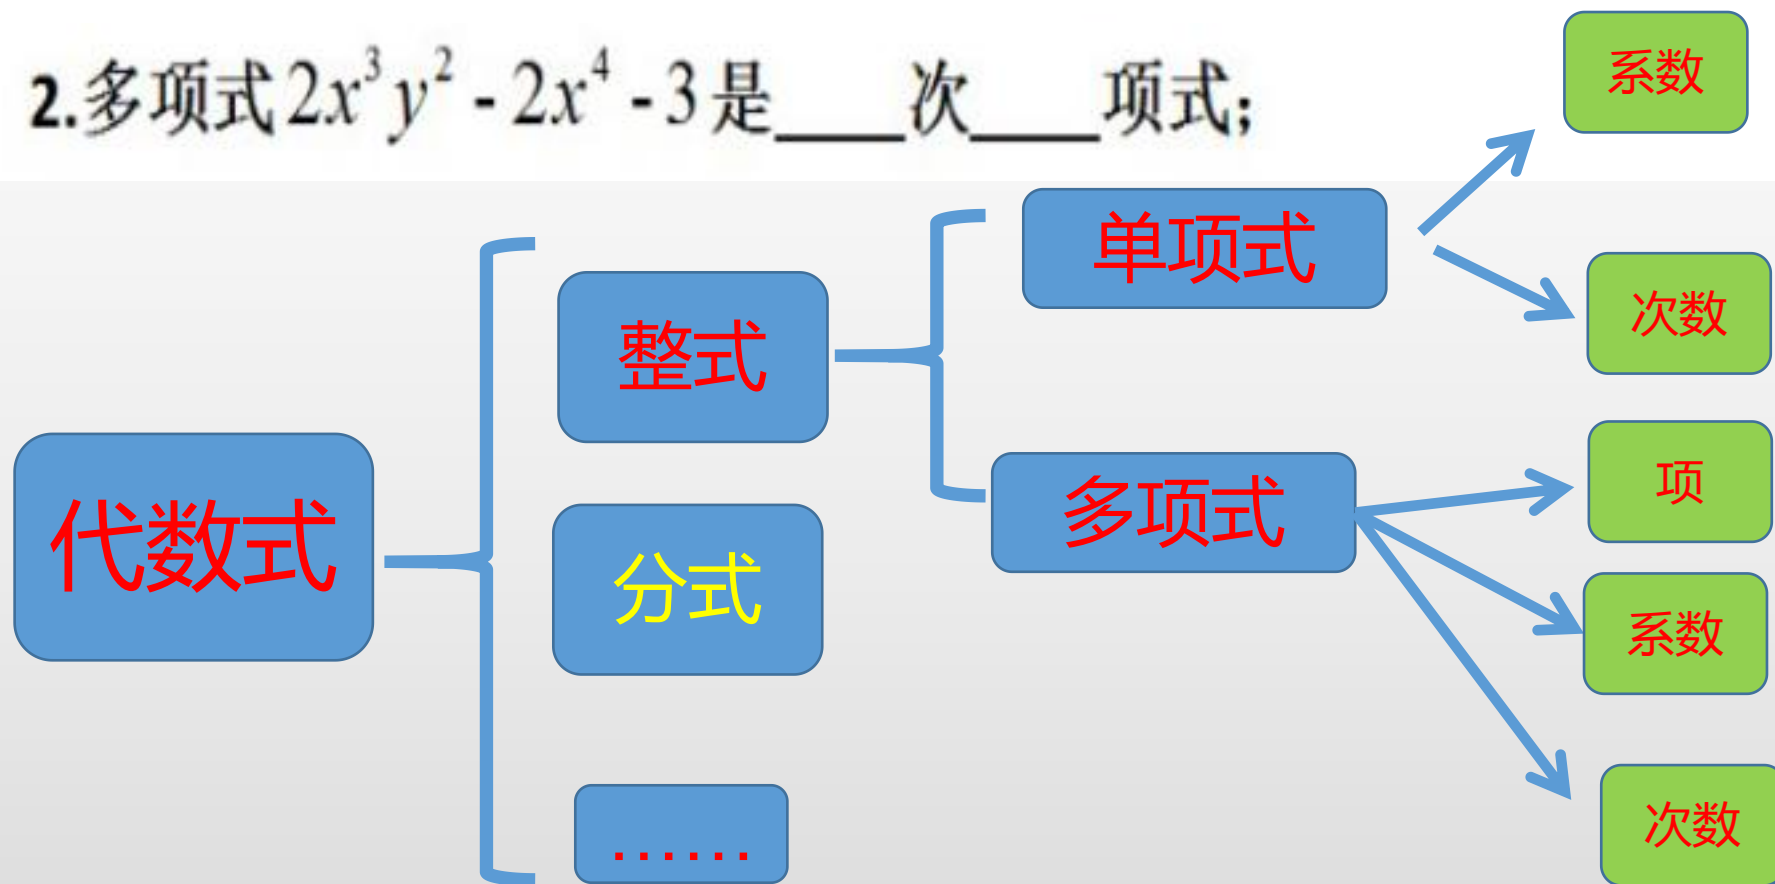 2.多项式2x³y² - 2x⁴ - 3是____次____项式;
系数
单项式
次数
整式
项
多项式
代数式
分式
系数
次数
......